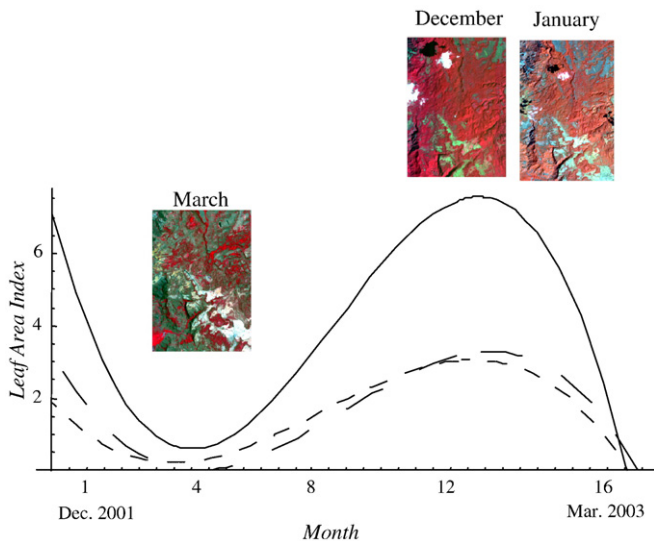 December January
March
6
4
2
Leaf Area Index
1 4 8 12 16
Dec. 2001 Mar. 2003
Month